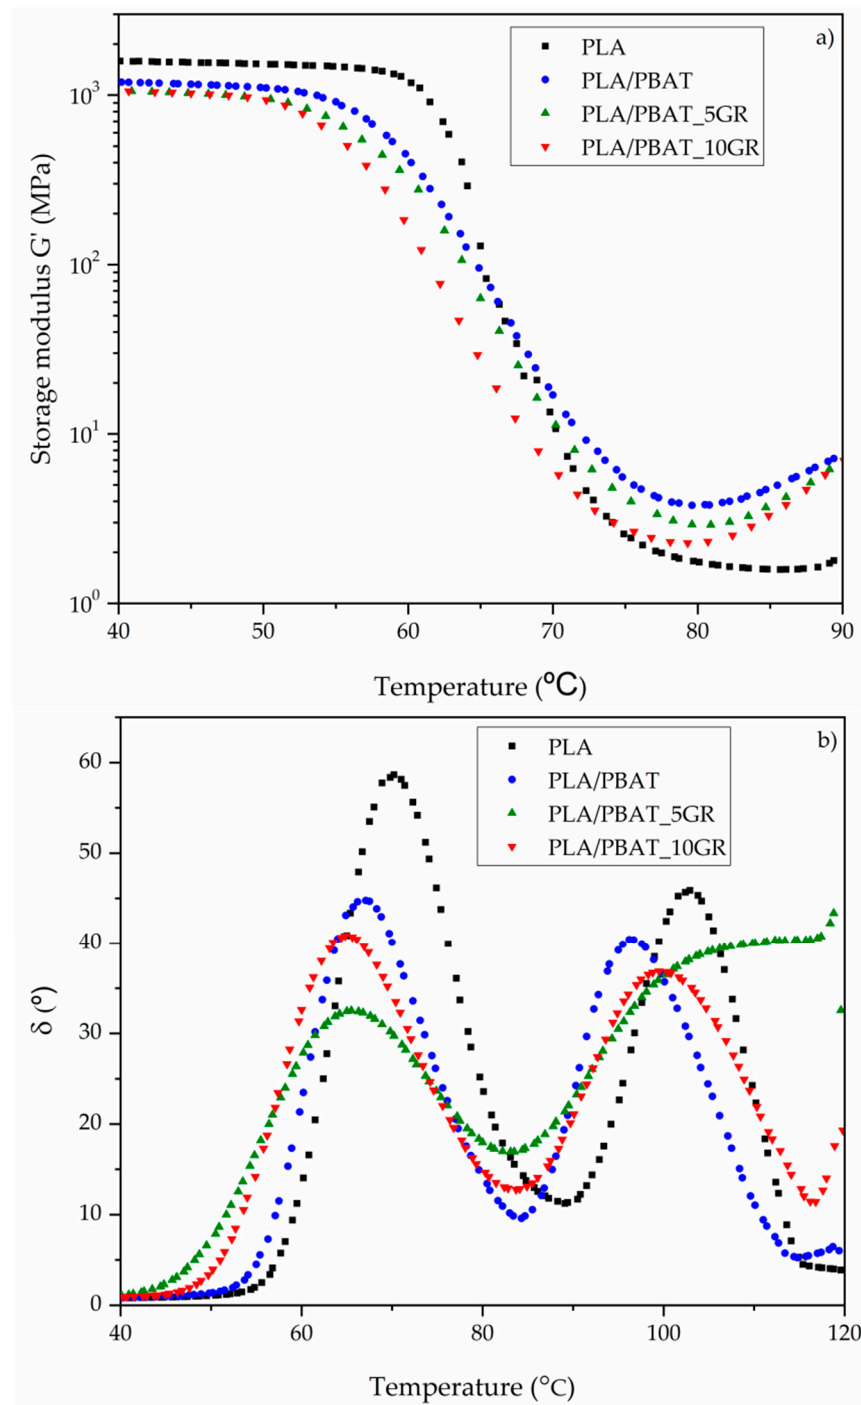 a)
PLA
PLA/PBAT
PLA/PBAT_5GR
PLA/PBAT_10GR
10³
10²
10¹
10⁰
Storage modulus G' (MPa)
40 50 60 70 80 90
Temperature (ºC)
b)
PLA
PLA/PBAT
PLA/PBAT_5GR
PLA/PBAT_10GR
60
50
40
30
20
10
0
δ (º)
40 60 80 100 120
Temperature (°C)